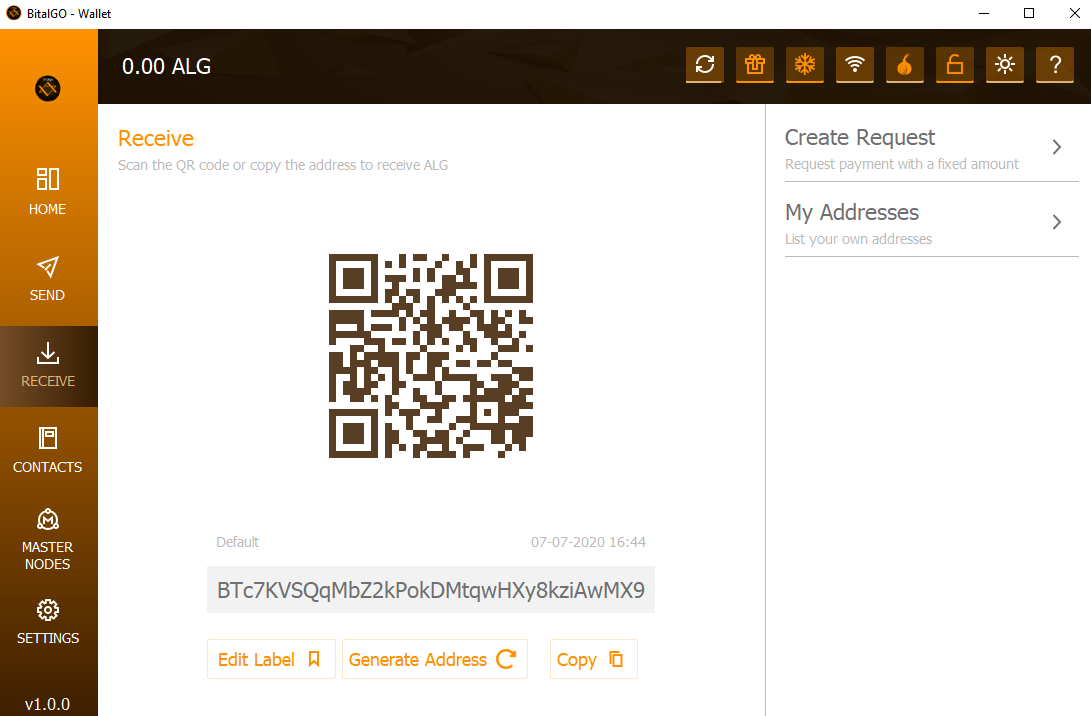 BitalGO - Wallet
0.00 ALG
?
HOME
SEND
RECEIVE
CONTACTS
MASTER
NODES
SETTINGS
v1.0.0
Receive
Scan the QR code or copy the address to receive ALG
Default
07-07-2020 16:44
BTc7KVSQqMbZ2kPokDMtqwHXy8kziAwMX9
Edit Label
Generate Address
Copy
Create Request
Request payment with a fixed amount
My Addresses
List your own addresses